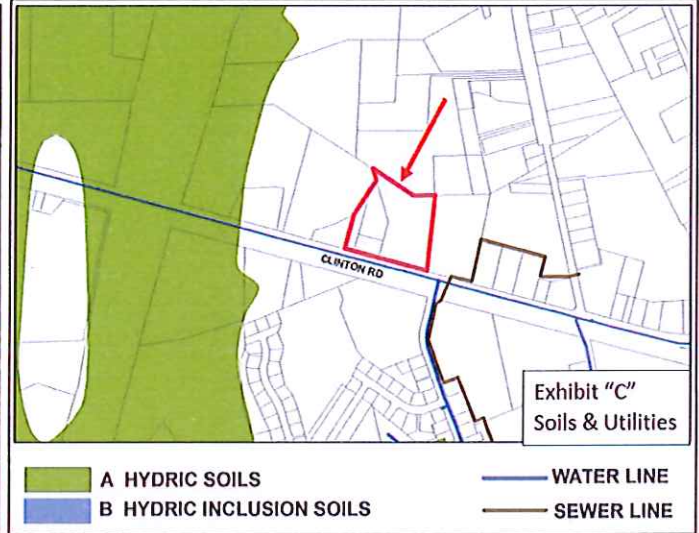 CLINTON RD
Exhibit "C"
Soils & Utilities
A HYDRIC SOILS
B HYDRIC INCLUSION SOILS
WATER LINE
SEWER LINE